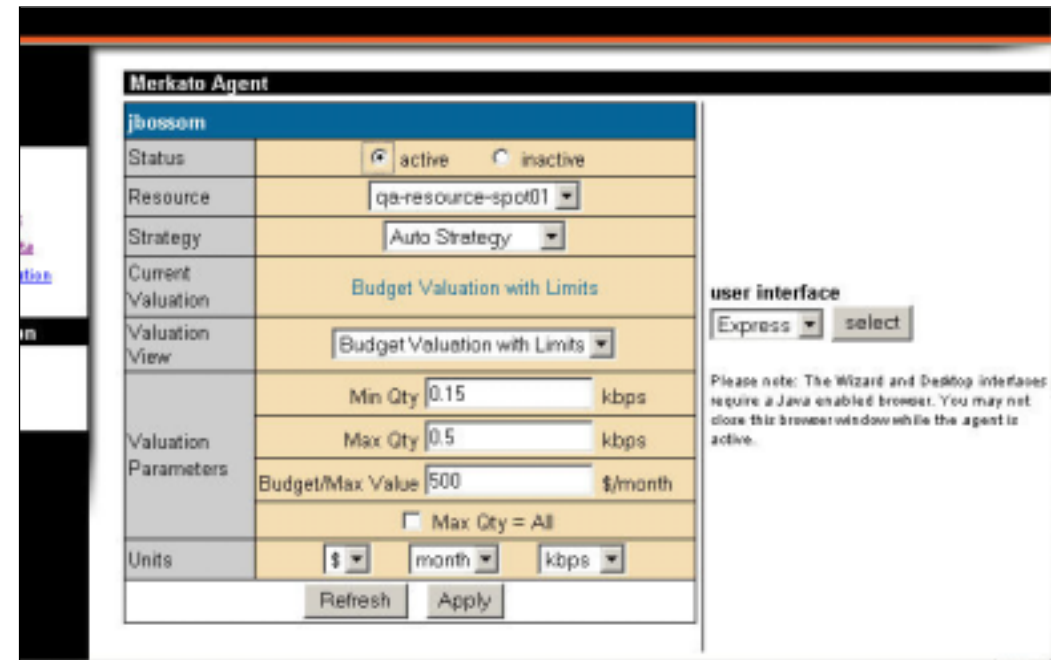 Merkato Agent
jbossom
Status active inactive
Resource qa-resource-spot01
Strategy Auto Strategy
Current
Valuation
Budget Valuation with Limits
Valuation
View
Budget Valuation with Limits
Valuation
Parameters
Min Qty 0.15 kbps
Max Qty 0.5 kbps
Budget/Max Value 500 $/month
Max Qty = All
Units $ month kbps
Refresh Apply
user interface
Express select
Please note: The Wizard and Desktop interfaces
require a Java enabled browser. You may not
close this browser window while the agent is
active.